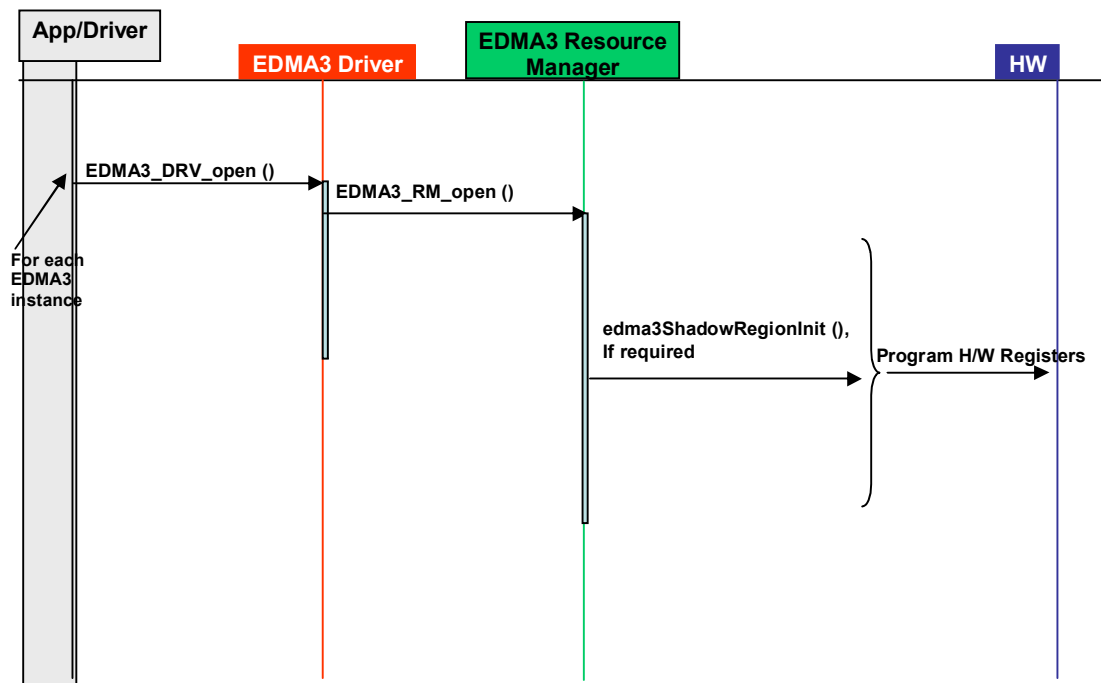 App/Driver
EDMA3 Driver
EDMA3 Resource
Manager
HW
EDMA3_DRV_open ()
EDMA3_RM_open ()
For each
EDMA3
instance
edma3ShadowRegionInit (),
If required
Program H/W Registers